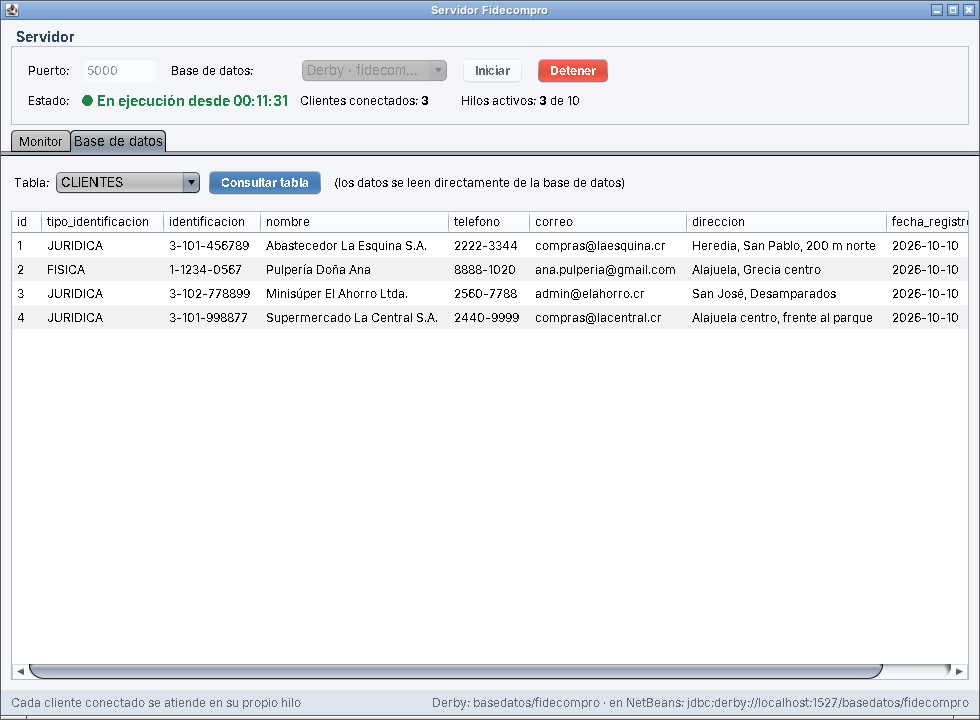 Servidor Fidecompro
Servidor
Puerto: 5000 Base de datos: Derby · fidecom... Iniciar Detener
Estado: En ejecución desde 00:11:31 Clientes conectados: 3 Hilos activos: 3 de 10
Monitor Base de datos
Tabla: CLIENTES Consultar tabla (los datos se leen directamente de la base de datos)
id tipo_identificacion identificacion nombre telefono correo direccion fecha_registro
1 JURIDICA 3-101-456789 Abastecedor La Esquina S.A. 2222-3344 compras@laesquina.cr Heredia, San Pablo, 200 m norte 2026-10-10
2 FISICA 1-1234-0567 Pulpería Doña Ana 8888-1020 ana.pulperia@gmail.com Alajuela, Grecia centro 2026-10-10
3 JURIDICA 3-102-778899 Minisúper El Ahorro Ltda. 2560-7788 admin@elahorro.cr San José, Desamparados 2026-10-10
4 JURIDICA 3-101-998877 Supermercado La Central S.A. 2440-9999 compras@lacentral.cr Alajuela centro, frente al parque 2026-10-10
Cada cliente conectado se atiende en su propio hilo Derby: basedatos/fidecompro · en NetBeans: jdbc:derby://localhost:1527/basedatos/fidecompro